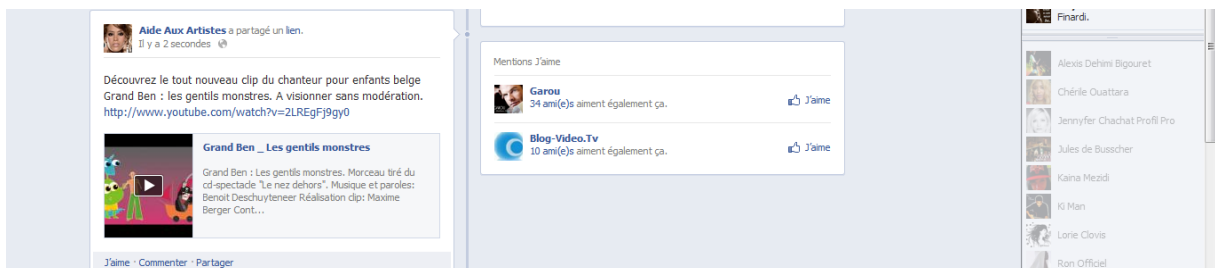 Aide Aux Artistes a partagé un lien.
Il y a 2 secondes
Découvrez le tout nouveau clip du chanteur pour enfants belge
Grand Ben : les gentils monstres. A visionner sans modération.
http://www.youtube.com/watch?v=2LREgFj9gy0
Grand Ben _ Les gentils monstres
Grand Ben : Les gentils monstres. Morceau tiré du
cd-spectacle "Le nez dehors". Musique et paroles:
Benoit Deschuyteneer Réalisation clip: Maxime
Berger Cont...
J'aime · Commenter · Partager
Mentions J'aime
Garou
34 ami(e)s aiment également ça.
J'aime
Blog-Video.Tv
10 ami(e)s aiment également ça.
J'aime
Finardi.
Alexis Dehimi Bigouret
Chérile Ouattara
Jennyfer Chachat Profil Pro
Jules de Busscher
Kaina Mezidi
Ki Man
Lorie Clovis
Ron Officiel